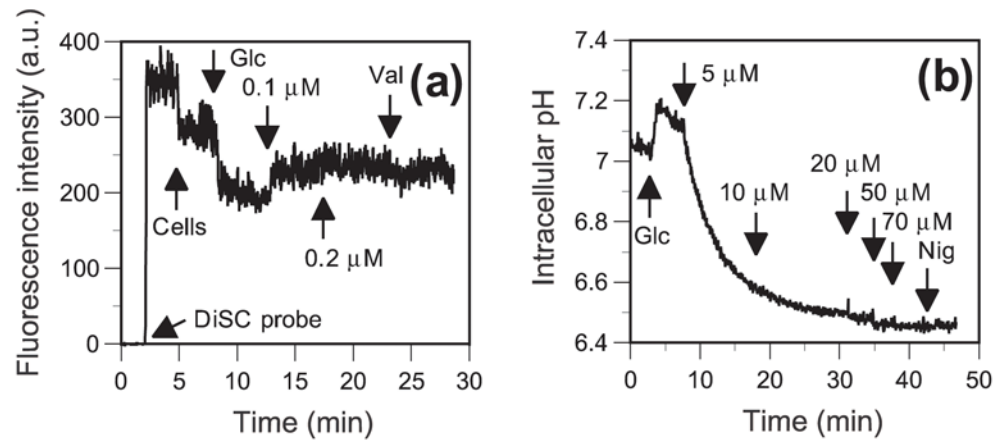 Fluorescence intensity (a.u.)
400
300
200
100
0
Glc
0.1 μM
Val
(a)
Cells
0.2 μM
DiSC probe
0 5 10 15 20 25 30
Time (min)
Intracellular pH
7.4
7.2
7
6.8
6.6
6.4
5 μM
(b)
Glc
10 μM
20 μM
50 μM
70 μM
Nig
0 10 20 30 40 50
Time (min)